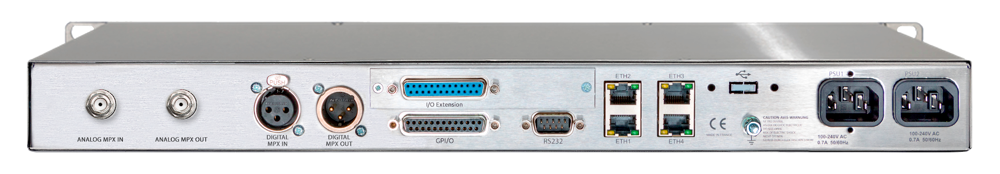 ANALOG MPX IN
ANALOG MPX OUT
PUSH
NEUTRIK
DIGITAL
MPX IN
NEUTRIK
DIGITAL
MPX OUT
I/O Extension
GPI/O
RS232
ETH2
ETH1
ETH3
ETH4
CE
MADE IN FRANCE
CAUTION-AVIS-WARNUNG
NE PAS OUVRIR
RISQUE DE CHOC ELECTRIQUE
DO NOT OPEN
RISK OF ELECTRIC SHOCK
NICHT ÖFFNEN
GEFAHR DURCH ELEKTRISCHEN STROM
PSU1
100-240V AC
0.7A 50/60Hz
PSU2
100-240V AC
0.7A 50/60Hz